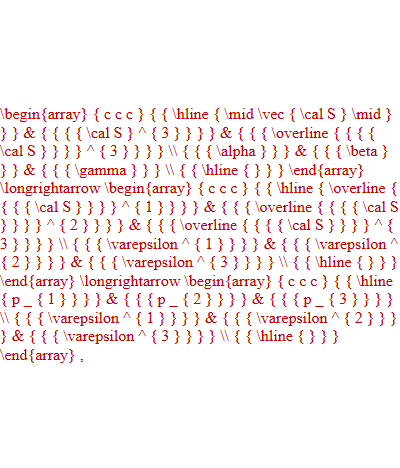 \begin{array} { c c c } { { \hline { \mid \vec { \cal S } \mid }
} } & { { { { \cal S } ^ { 3 } } } } & { { { \overline { { { {
\cal S } } } } ^ { 3 } } } } \\ { { { \alpha } } } & { { { \beta }
} } & { { { \gamma } } } \\ { { \hline { } } } \end{array}
\longrightarrow \begin{array} { c c c } { { \hline { \overline {
{ { { \cal S } } } } ^ { 1 } } } } & { { { \overline { { { { \cal S
} } } } ^ { 2 } } } } & { { { \overline { { { { \cal S } } } } ^ {
3 } } } } \\ { { { \varepsilon ^ { 1 } } } } & { { { \varepsilon ^
{ 2 } } } } & { { { \varepsilon ^ { 3 } } } } \\ { { \hline { } } }
\end{array} \longrightarrow \begin{array} { c c c } { { \hline
{ p _ { 1 } } } } & { { { p _ { 2 } } } } & { { { p _ { 3 } } } }
\\ { { { \varepsilon ^ { 1 } } } } & { { { \varepsilon ^ { 2 } } }
} & { { { \varepsilon ^ { 3 } } } } \\ { { \hline { } } }
\end{array} ,